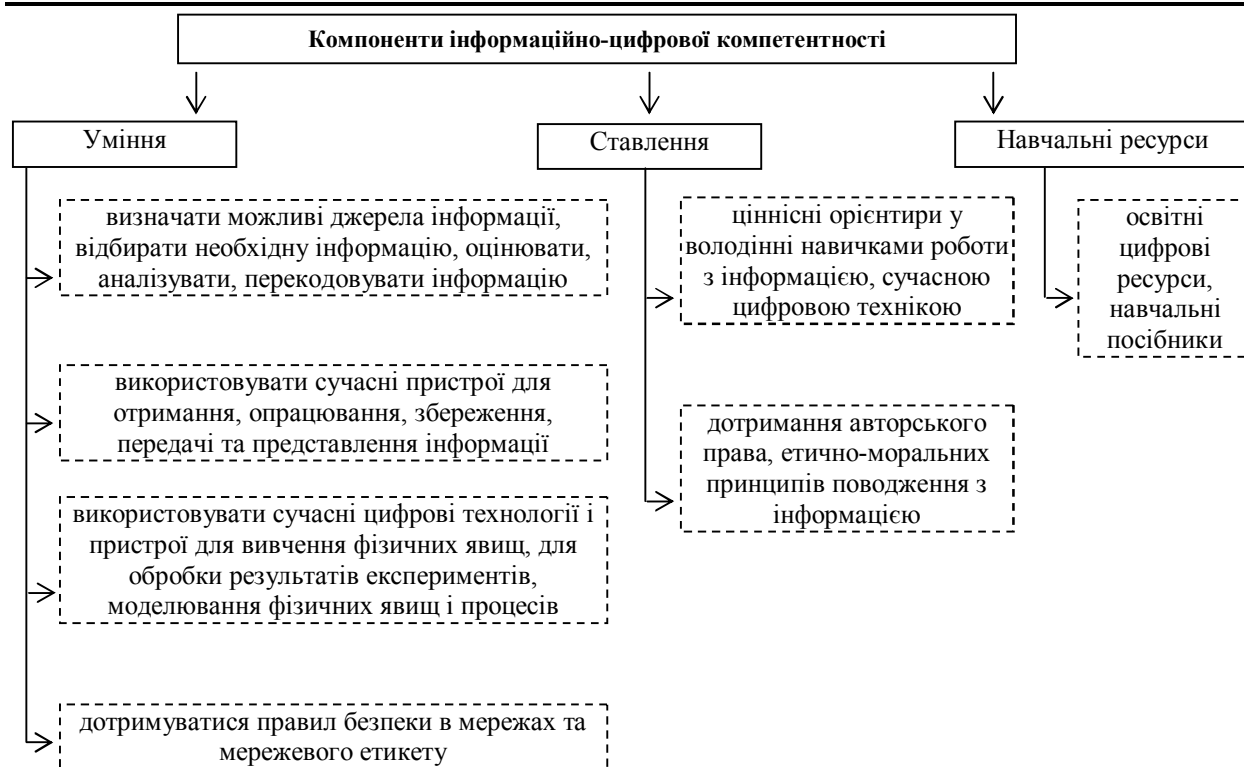 Компоненти інформаційно-цифрової компетентності
Уміння
визначати можливі джерела інформації,
відбирати необхідну інформацію, оцінювати,
аналізувати, перекодовувати інформацію
використовувати сучасні пристрої для
отримання, опрацювання, збереження,
передачі та представлення інформації
використовувати сучасні цифрові технології і
пристрої для вивчення фізичних явищ, для
обробки результатів експериментів,
моделювання фізичних явищ і процесів
дотримуватися правил безпеки в мережах та
мережевого етикету
Ставлення
ціннісні орієнтири у
володінні навичками роботи
з інформацією, сучасною
цифровою технікою
дотримання авторського
права, етично-моральних
принципів поводження з
інформацією
Навчальні ресурси
освітні
цифрові
ресурси,
навчальні
посібники